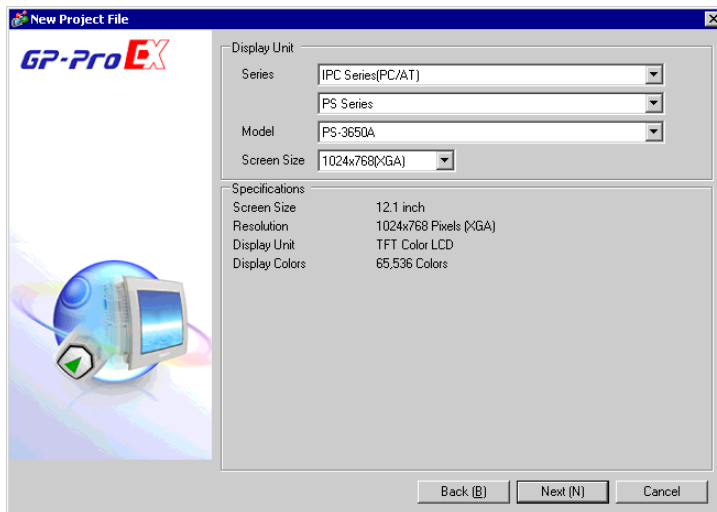 New Project File
GP-Pro EX
Display Unit
Series
IPC Series(PC/AT)
PS Series
Model
PS-3650A
Screen Size
1024x768(XGA)
Specifications
Screen Size 12.1 inch
Resolution 1024x768 Pixels (XGA)
Display Unit TFT Color LCD
Display Colors 65,536 Colors
Back (B) Next (N) Cancel